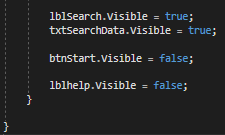 lblSearch.Visible = true;
txtSearchData.Visible = true;
btnStart.Visible = false;
lblhelp.Visible = false;
}
}